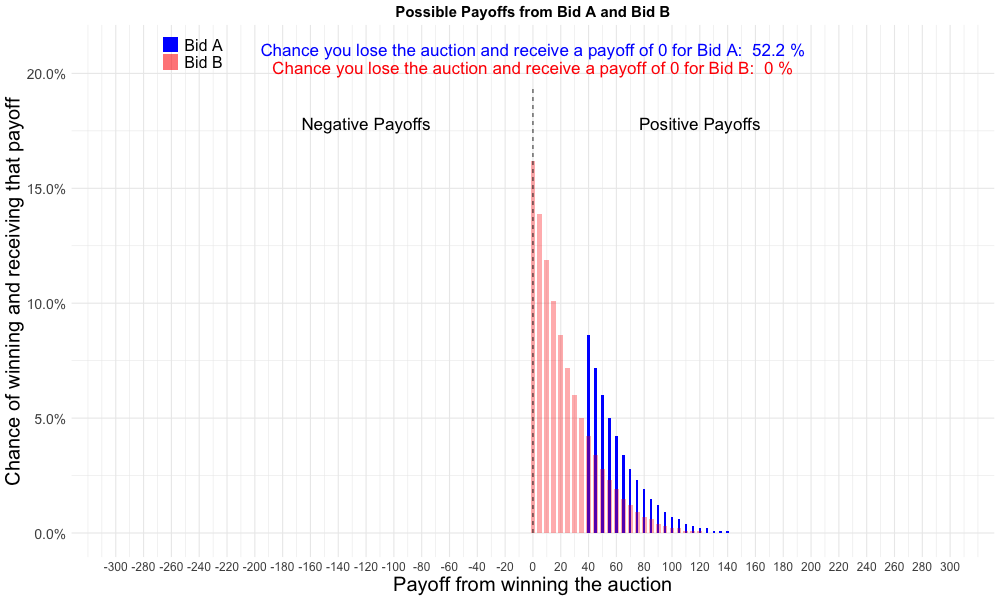 Possible Payoffs from Bid A and Bid B
Bid A
Bid B
Chance you lose the auction and receive a payoff of 0 for Bid A:  52.2 %
Chance you lose the auction and receive a payoff of 0 for Bid B:  0 %
Negative Payoffs
Positive Payoffs
Chance of winning and receiving that payoff
20.0%
15.0%
10.0%
5.0%
0.0%
-300 -280 -260 -240 -220 -200 -180 -160 -140 -120 -100 -80 -60 -40 -20 0 20 40 60 80 100 120 140 160 180 200 220 240 260 280 300
Payoff from winning the auction